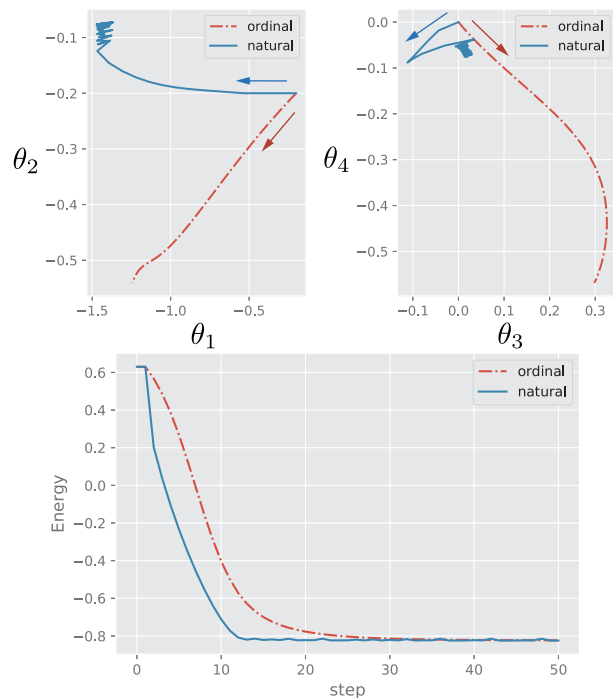 ordinal
natural
−0.1
−0.2
−0.3
−0.4
−0.5
θ2
−1.5 −1.0 −0.5
θ1
ordinal
natural
0.0
−0.1
−0.2
−0.3
−0.4
−0.5
θ4
−0.1 0.0 0.1 0.2 0.3
θ3
ordinal
natural
0.6
0.4
0.2
0.0
−0.2
−0.4
−0.6
−0.8
Energy
0 10 20 30 40 50
step